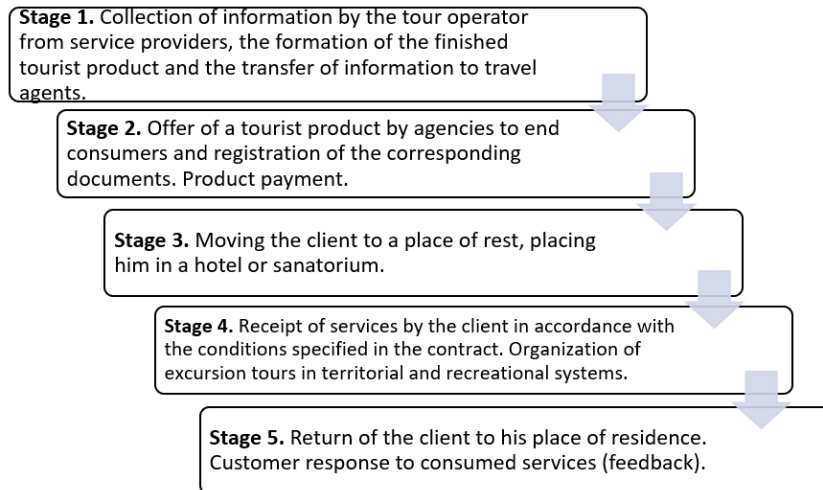 Stage 1. Collection of information by the tour operator
from service providers, the formation of the finished
tourist product and the transfer of information to travel
agents.
Stage 2. Offer of a tourist product by agencies to end
consumers and registration of the corresponding
documents. Product payment.
Stage 3. Moving the client to a place of rest, placing
him in a hotel or sanatorium.
Stage 4. Receipt of services by the client in accordance with
the conditions specified in the contract. Organization of
excursion tours in territorial and recreational systems.
Stage 5. Return of the client to his place of residence.
Customer response to consumed services (feedback).